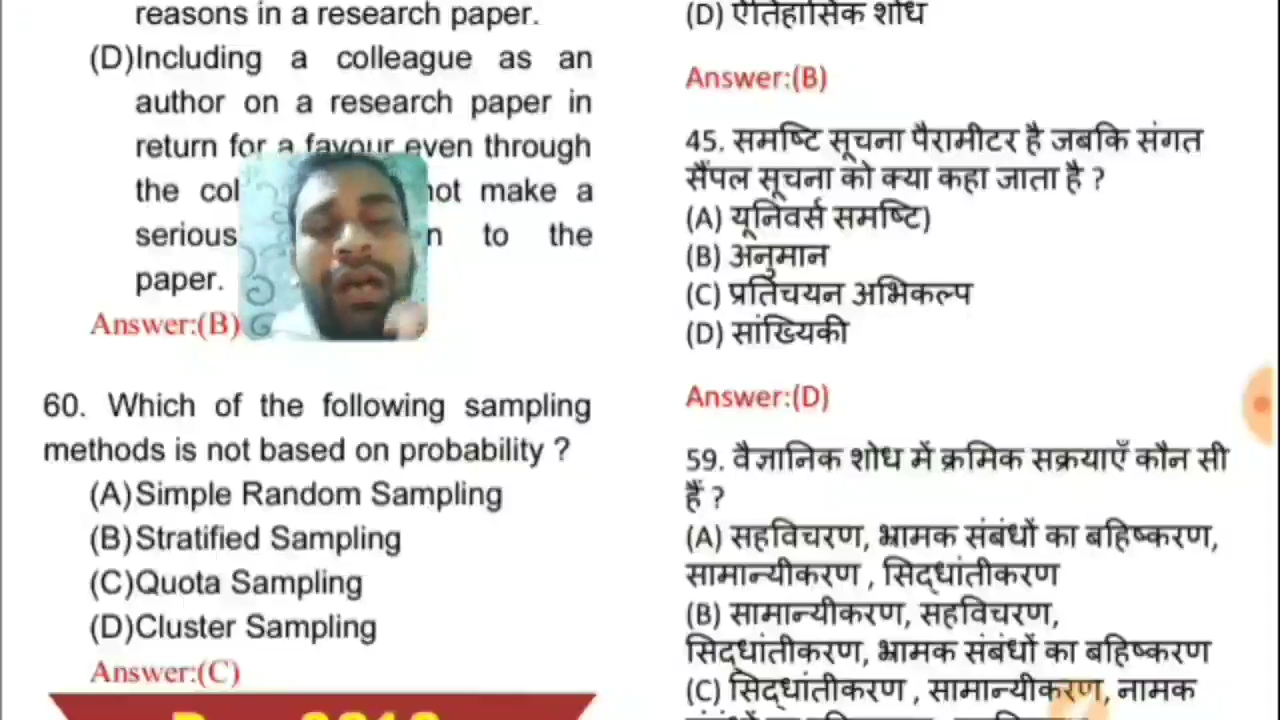 reasons in a research paper.
(D)Including a colleague as an
author on a research paper in
return for a favour even through
the col not make a
serious n to the
paper.
Answer:(B)
60. Which of the following sampling
methods is not based on probability ?
(A)Simple Random Sampling
(B)Stratified Sampling
(C)Quota Sampling
(D)Cluster Sampling
Answer:(C)
(D) ऐतिहासिक शोध
Answer:(B)
45. समष्टि सूचना पैरामीटर है जबकि संगत
सैंपल सूचना को क्या कहा जाता है ?
(A) यूनिवर्स समष्टि)
(B) अनुमान
(C) प्रतिचयन अभिकल्प
(D) सांख्यिकी
Answer:(D)
59. वैज्ञानिक शोध में क्रमिक सक्रयाएँ कौन सी
हैं ?
(A) सहविचरण, भ्रामक संबंधों का बहिष्करण,
सामान्यीकरण , सिद्धांतीकरण
(B) सामान्यीकरण, सहविचरण,
सिद्धांतीकरण, भ्रामक संबंधों का बहिष्करण
(C) सिद्धांतीकरण , सामान्यीकरण, नामक